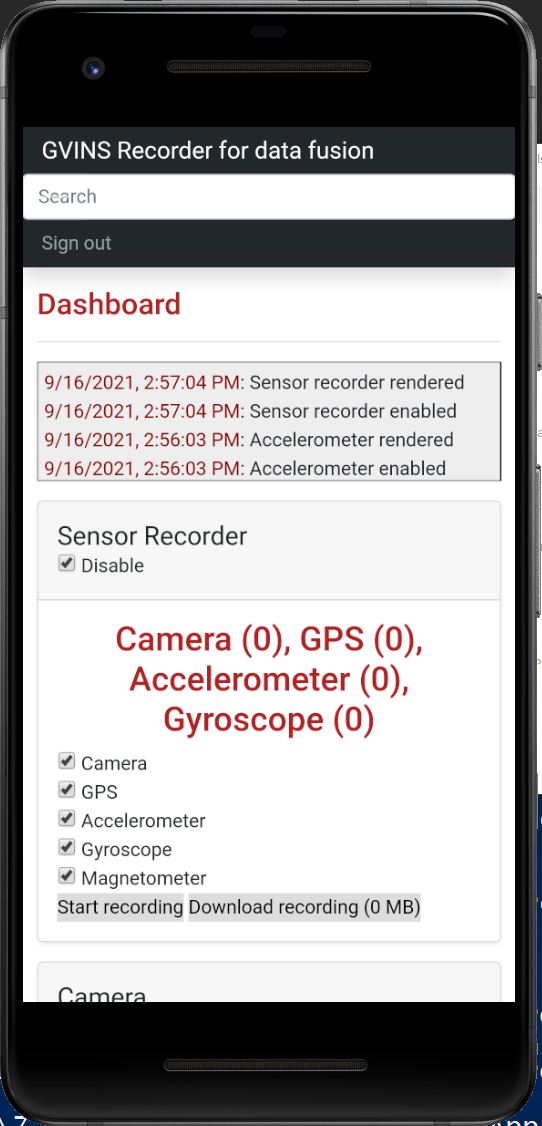 GVINS Recorder for data fusion
Search
Sign out
Dashboard
9/16/2021, 2:57:04 PM: Sensor recorder rendered
9/16/2021, 2:57:04 PM: Sensor recorder enabled
9/16/2021, 2:56:03 PM: Accelerometer rendered
9/16/2021, 2:56:03 PM: Accelerometer enabled
Sensor Recorder
Disable
Camera (0), GPS (0),
Accelerometer (0),
Gyroscope (0)
Camera
GPS
Accelerometer
Gyroscope
Magnetometer
Start recording Download recording (0 MB)
Camera